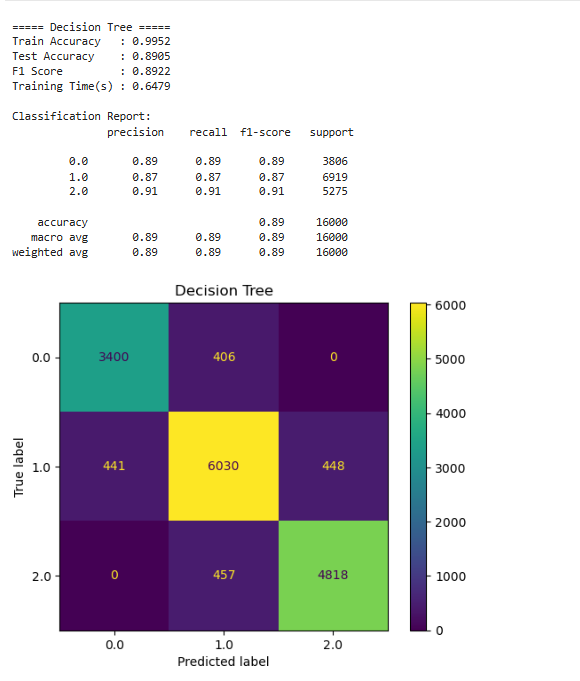 ===== Decision Tree =====
Train Accuracy   : 0.9952
Test Accuracy    : 0.8905
F1 Score         : 0.8922
Training Time(s) : 0.6479
Classification Report:
precision    recall  f1-score   support
0.0       0.89      0.89      0.89      3806
1.0       0.87      0.87      0.87      6919
2.0       0.91      0.91      0.91      5275
accuracy                           0.89     16000
macro avg       0.89      0.89      0.89     16000
weighted avg       0.89      0.89      0.89     16000
Decision Tree
6000
0.0 3400 406 0
5000
4000
True label
1.0 441 6030 448
3000
2000
2.0 0 457 4818
1000
0
0.0 1.0 2.0
Predicted label